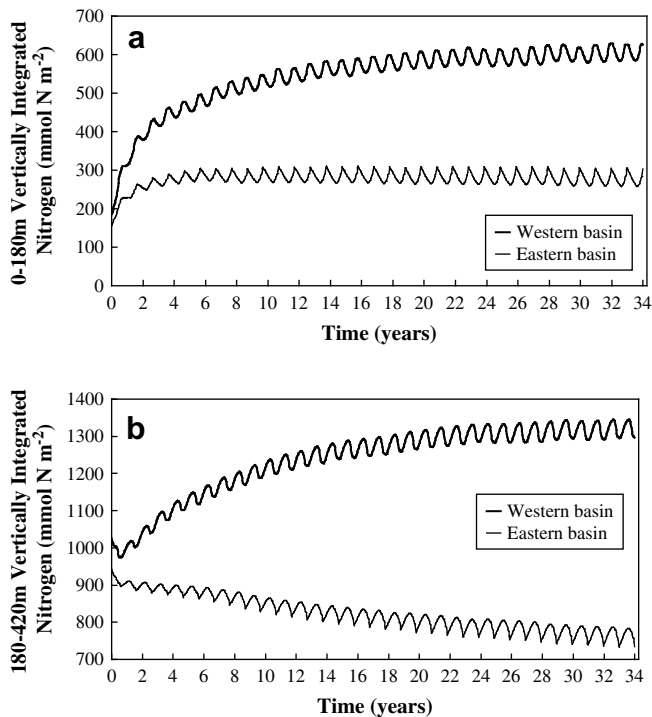 a
0-180m Vertically Integrated
Nitrogen (mmol N m-2)
700
600
500
400
300
200
100
0
Western basin
Eastern basin
0 2 4 6 8 10 12 14 16 18 20 22 24 26 28 30 32 34
Time (years)
b
180-420m Vertically Integrated
Nitrogen (mmol N m-2)
1400
1300
1200
1100
1000
900
800
700
Western basin
Eastern basin
0 2 4 6 8 10 12 14 16 18 20 22 24 26 28 30 32 34
Time (years)